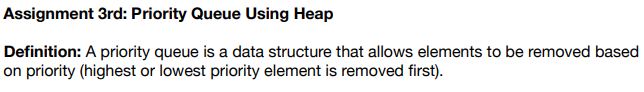 Assignment 3rd: Priority Queue Using Heap
Definition: A priority queue is a data structure that allows elements to be removed based
on priority (highest or lowest priority element is removed first).